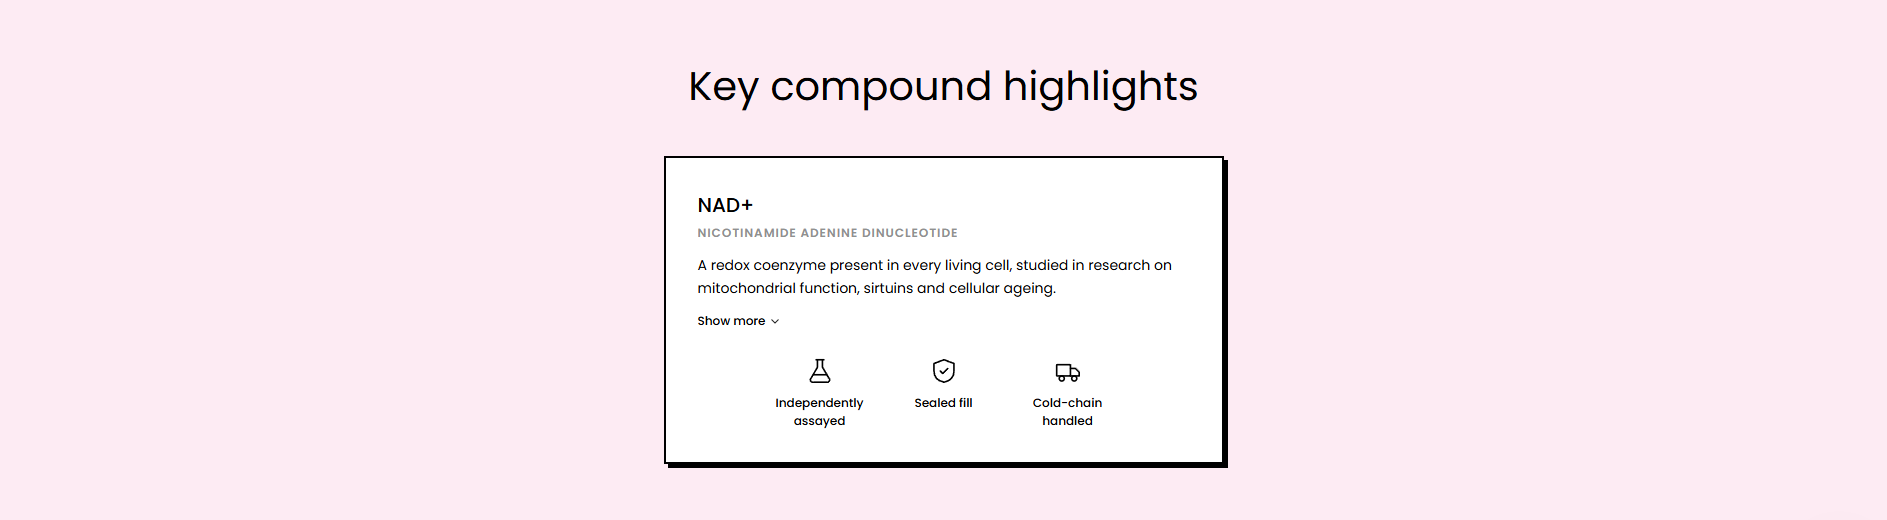 Key compound highlights
NAD+
NICOTINAMIDE ADENINE DINUCLEOTIDE
A redox coenzyme present in every living cell, studied in research on
mitochondrial function, sirtuins and cellular ageing.
Show more
Independently
assayed
Sealed fill
Cold-chain
handled